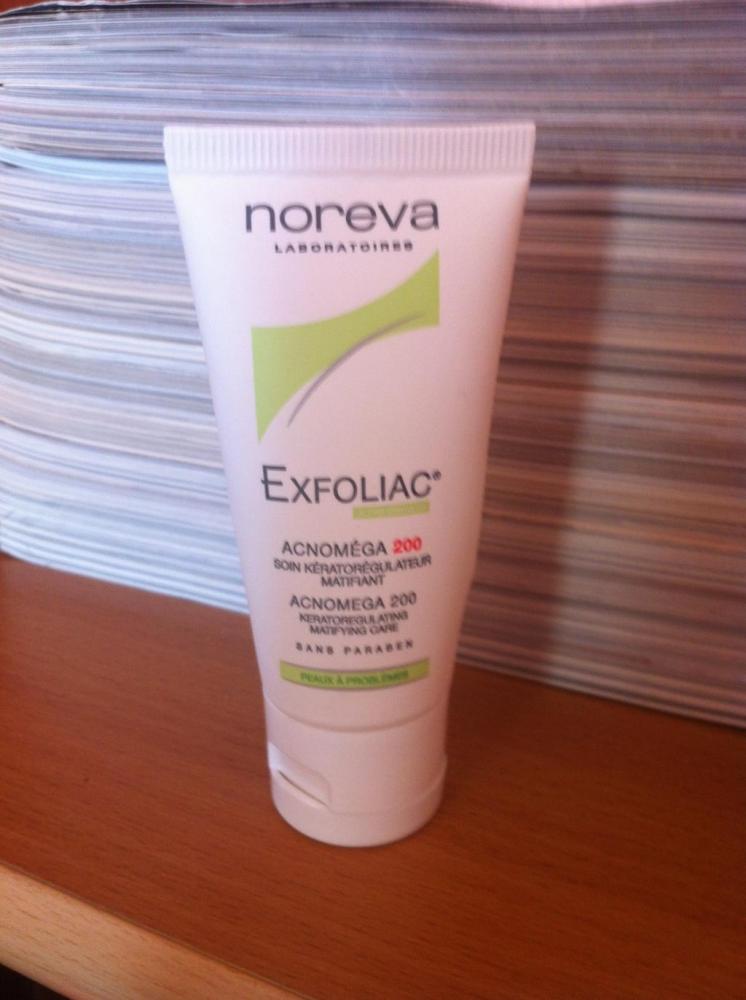 noreva
LABORATOIRES
EXFOLIAC®
ACNOMÉGA 200
SOIN KÉRATORÉGULATEUR
MATIFIANT
ACNOMEGA 200
KERATOREGULATING
MATIFYING CARE
SANS PARABEN
PEAUX À PROBLÈMES